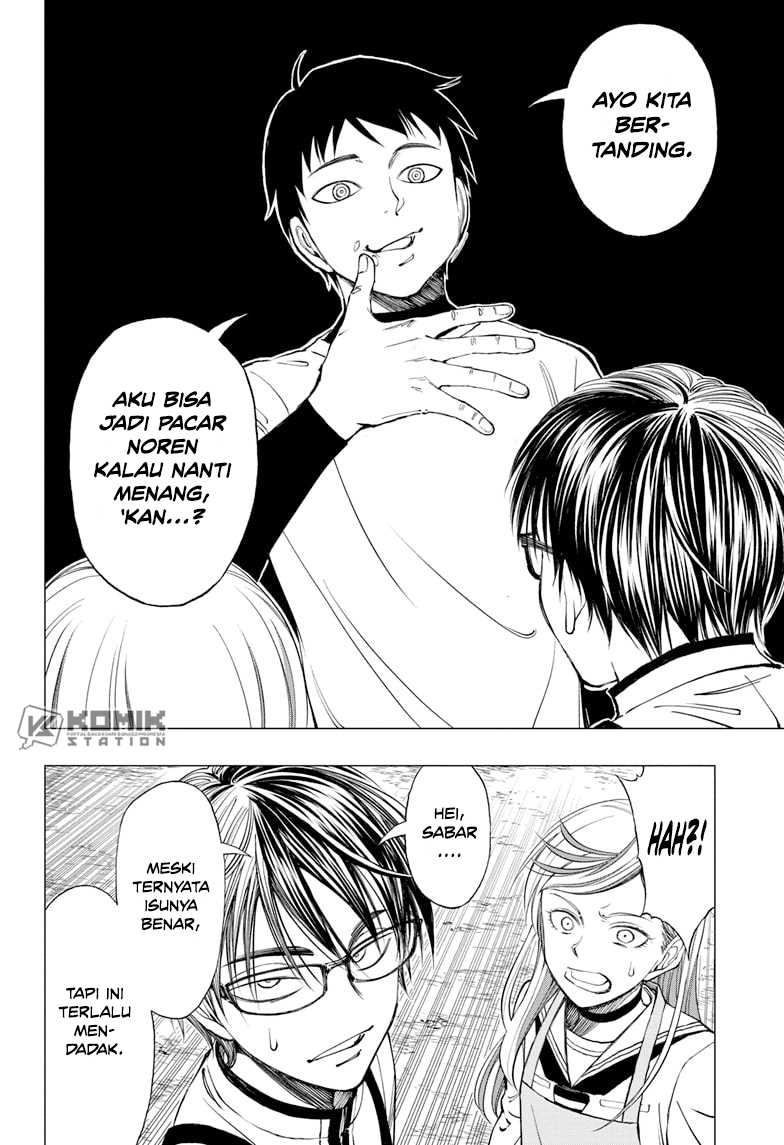 AYO KITA
BER-
TANDING.
AKU BISA
JADI PACAR
NOREN
KALAU NANTI
MENANG,
'KAN...?
KOMIK
STATION
HAH?!
HEI,
SABAR
....
MESKI
TERNYATA
ISUNYA
BENAR,
TAPI INI
TERLALU
MEN-
DADAK.